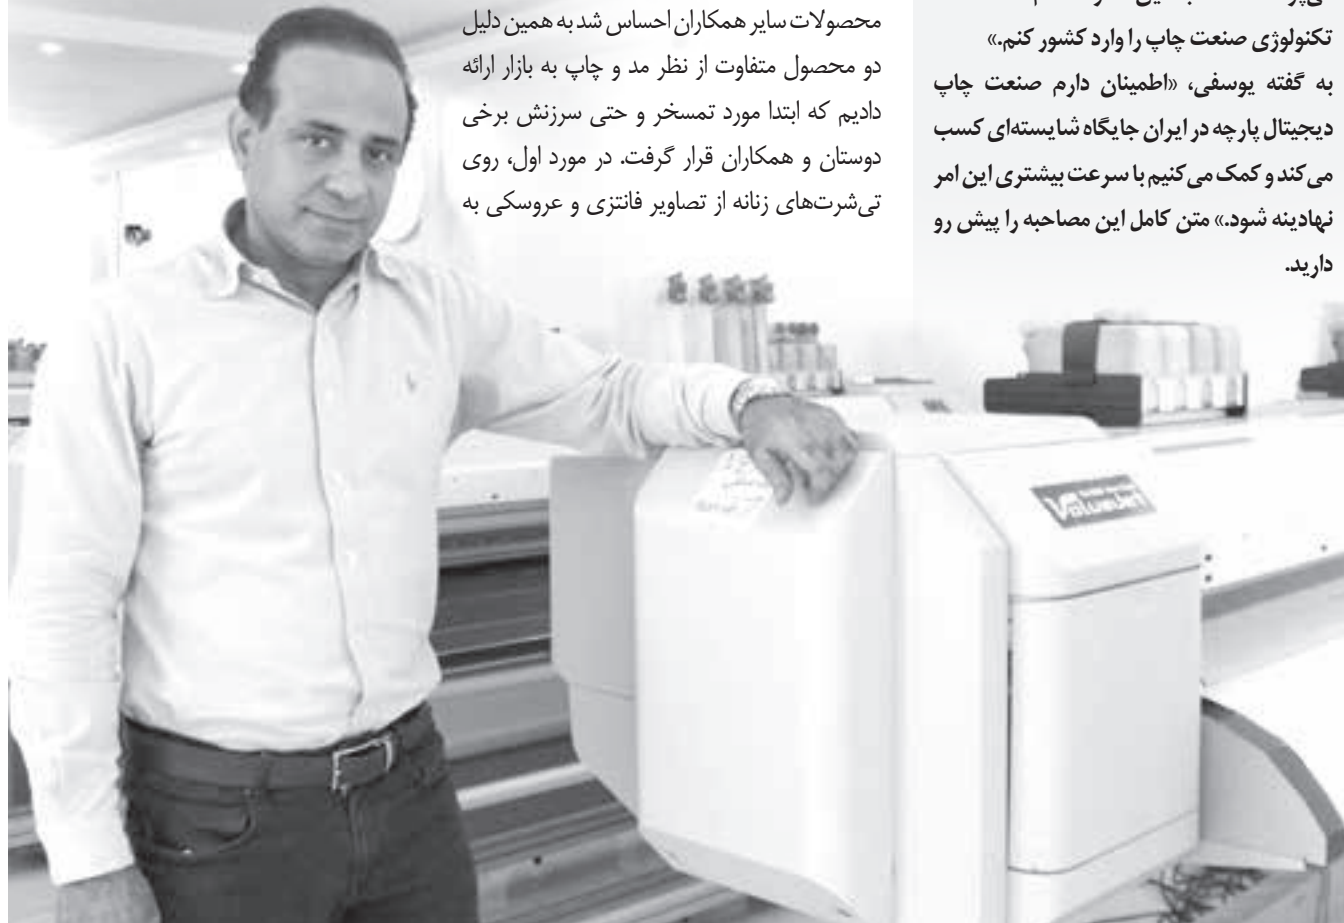 تکنولوژی صنعت چاپ را وارد کشور کنم.»
به گفته یوسفی، «اطمینان دارم صنعت چاپ
دیجیتال پارچه در ایران جایگاه شایسته‌ای کسب
می‌کند و کمک می‌کنیم با سرعت بیشتری این امر
نهادینه شود.» متن کامل این مصاحبه را پیش رو
دارید.
محصولات سایر همکاران احساس شد به همین دلیل
دو محصول متفاوت از نظر مد و چاپ به بازار ارائه
دادیم که ابتدا مورد تمسخر و حتی سرزنش برخی
دوستان و همکاران قرار گرفت. در مورد اول، روی
تی‌شرت‌های زنانه از تصاویر فانتزی و عروسکی به
ValueJet